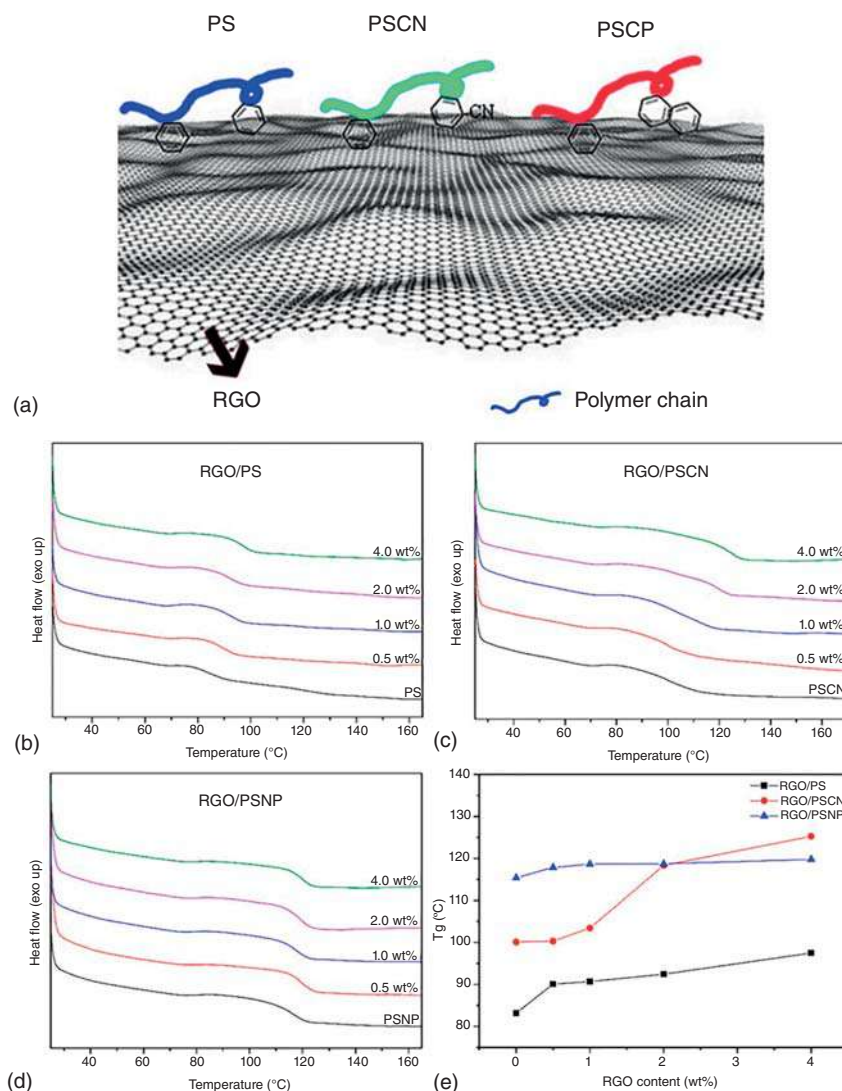 PS PSCN PSCP
CN
(a) RGO Polymer chain
RGO/PS
Heat flow (exo up)
4.0 wt%
2.0 wt%
1.0 wt%
0.5 wt%
PS
40 60 80 100 120 140 160
(b) Temperature (°C)
RGO/PSCN
Heat flow (exo up)
4.0 wt%
2.0 wt%
1.0 wt%
0.5 wt%
PSCN
40 60 80 100 120 140 160
(c) Temperature (°C)
RGO/PSNP
Heat flow (exo up)
4.0 wt%
2.0 wt%
1.0 wt%
0.5 wt%
PSNP
40 60 80 100 120 140 160
(d) Temperature (°C)
RGO/PS
RGO/PSCN
RGO/PSNP
Tg (°C)
140
130
120
110
100
90
80
0 1 2 3 4
(e) RGO content (wt%)